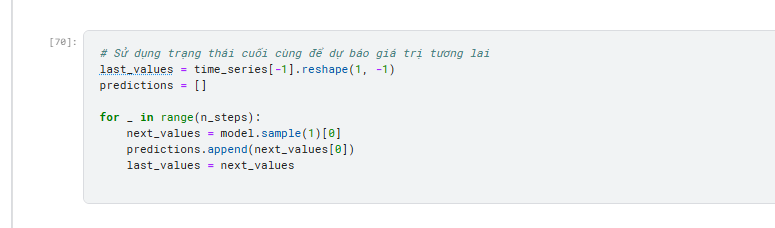 [70]:
# Sử dụng trạng thái cuối cùng để dự báo giá trị tương lai
last_values = time_series[-1].reshape(1, -1)
predictions = []
for _ in range(n_steps):
    next_values = model.sample(1)[0]
    predictions.append(next_values[0])
    last_values = next_values